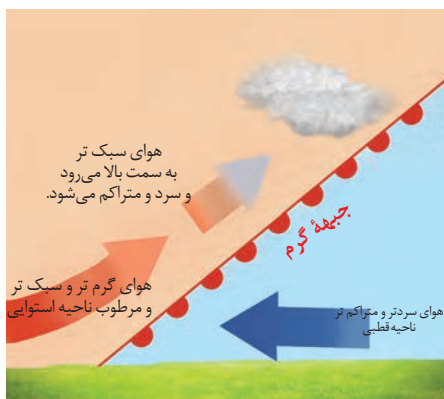 هوای سبک تر
به سمت بالا می‌رود
و سرد و متراکم می‌شود.
جبههٔ گرم
هوای گرم تر و سبک تر
و مرطوب ناحیه استوایی
هوای سردتر و متراکم تر
ناحیه قطبی